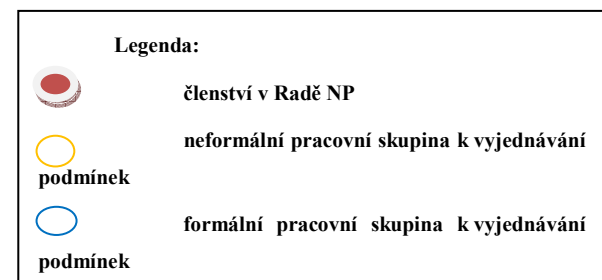 Legenda:
členství v Radě NP
neformální pracovní skupina k vyjednávání
podmínek
formální pracovní skupina k vyjednávání
podmínek